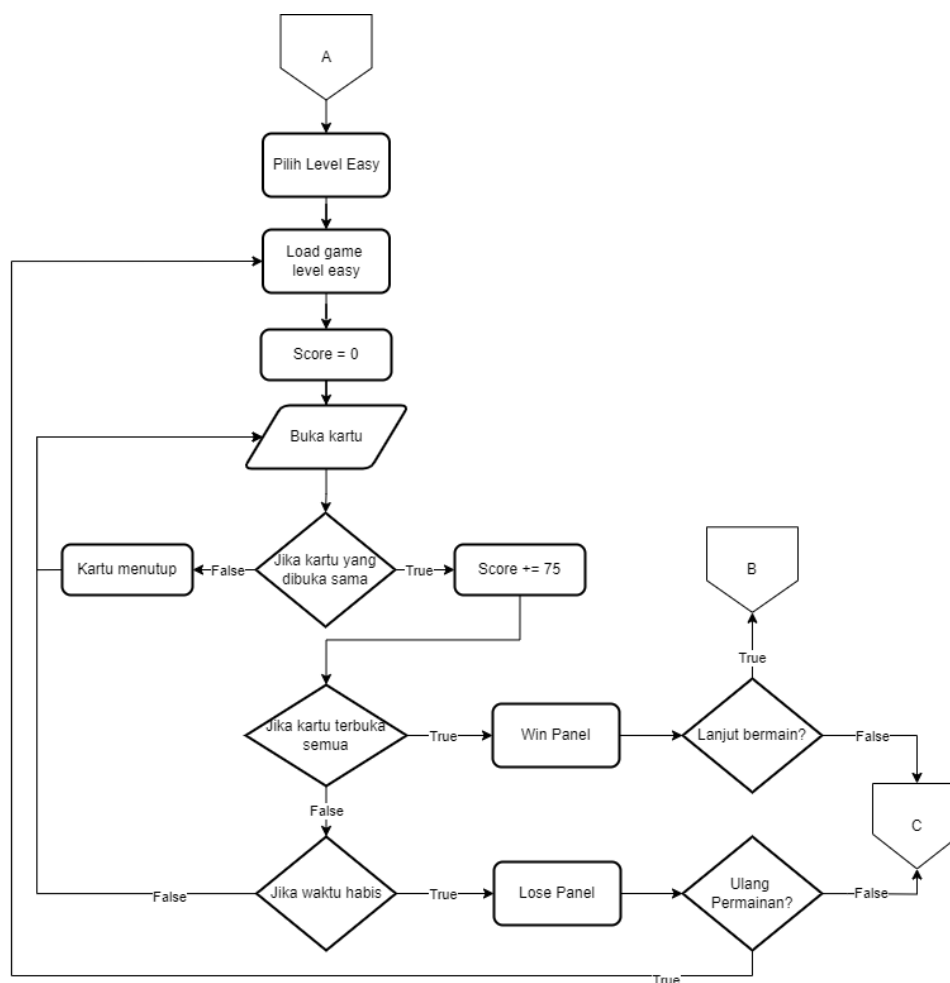 A
Pilih Level Easy
Load game
level easy
Score = 0
Buka kartu
Jika kartu yang
dibuka sama
False
Kartu menutup
True
Score += 75
B
True
Jika kartu terbuka
semua
True
Win Panel
Lanjut bermain?
False
C
False
Jika waktu habis
False
True
Lose Panel
Ulang
Permainan?
False
True